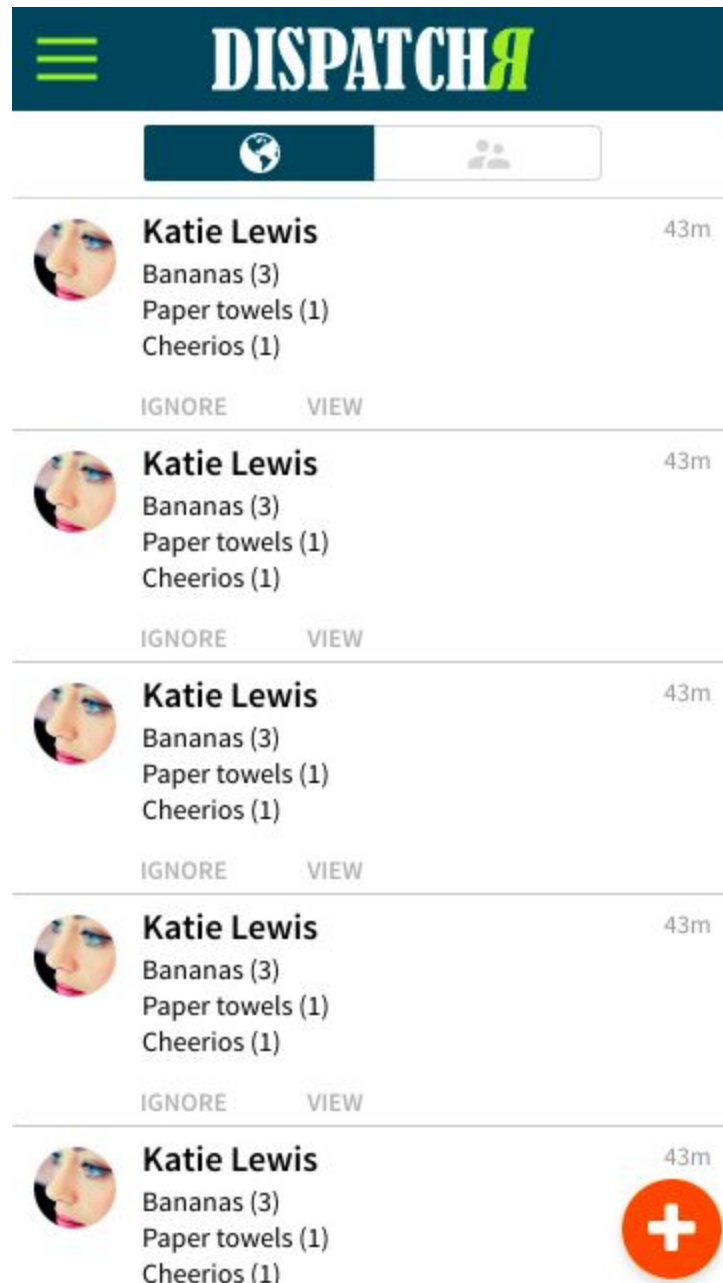 DISPATCHЯ
Katie Lewis 43m
Bananas (3)
Paper towels (1)
Cheerios (1)
IGNORE VIEW
Katie Lewis 43m
Bananas (3)
Paper towels (1)
Cheerios (1)
IGNORE VIEW
Katie Lewis 43m
Bananas (3)
Paper towels (1)
Cheerios (1)
IGNORE VIEW
Katie Lewis 43m
Bananas (3)
Paper towels (1)
Cheerios (1)
IGNORE VIEW
Katie Lewis 43m
Bananas (3)
Paper towels (1)
Cheerios (1)